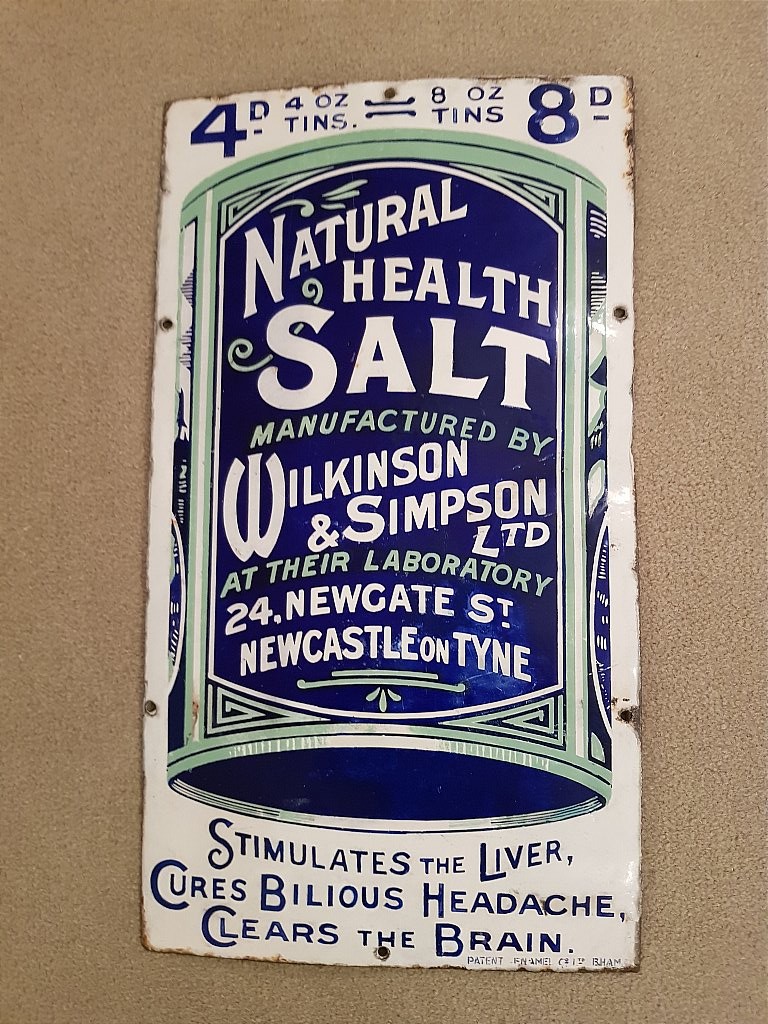 4D 4 OZ TINS. = 8 OZ TINS 8D
NATURAL
HEALTH
SALT
MANUFACTURED BY
WILKINSON
& SIMPSON
LTD
AT THEIR LABORATORY
24, NEWGATE ST
NEWCASTLE ON TYNE
STIMULATES THE LIVER,
CURES BILIOUS HEADACHE,
CLEARS THE BRAIN.
PATENT ENAMEL Co LTD BHAM